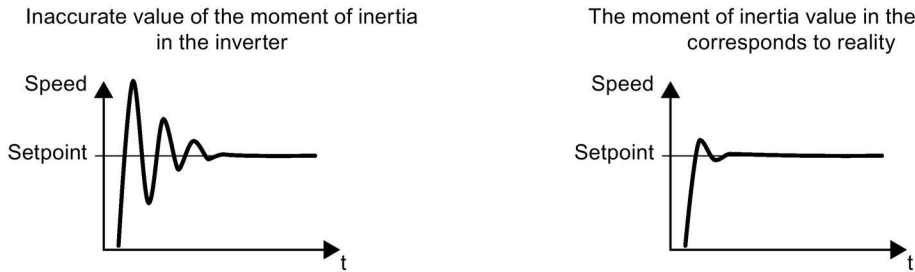 Inaccurate value of the moment of inertia
in the inverter
Speed
Setpoint
t
The moment of inertia value in the
corresponds to reality
Speed
Setpoint
t